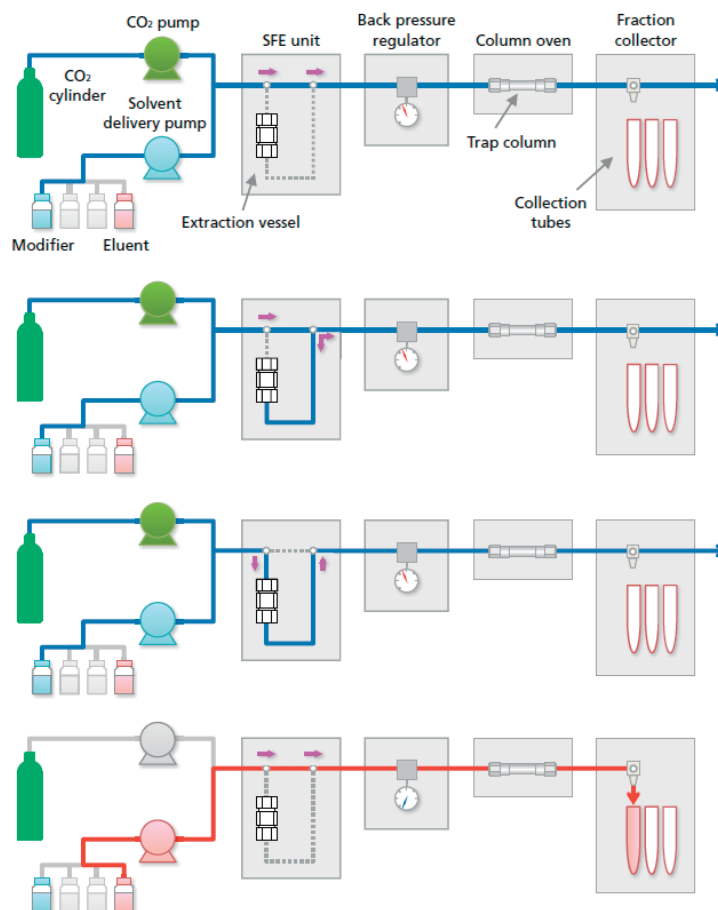 CO₂ pump
SFE unit
Back pressure
regulator
Column oven
Fraction
collector
CO₂
cylinder
Solvent
delivery pump
Trap column
Extraction vessel
Collection
tubes
Modifier
Eluent